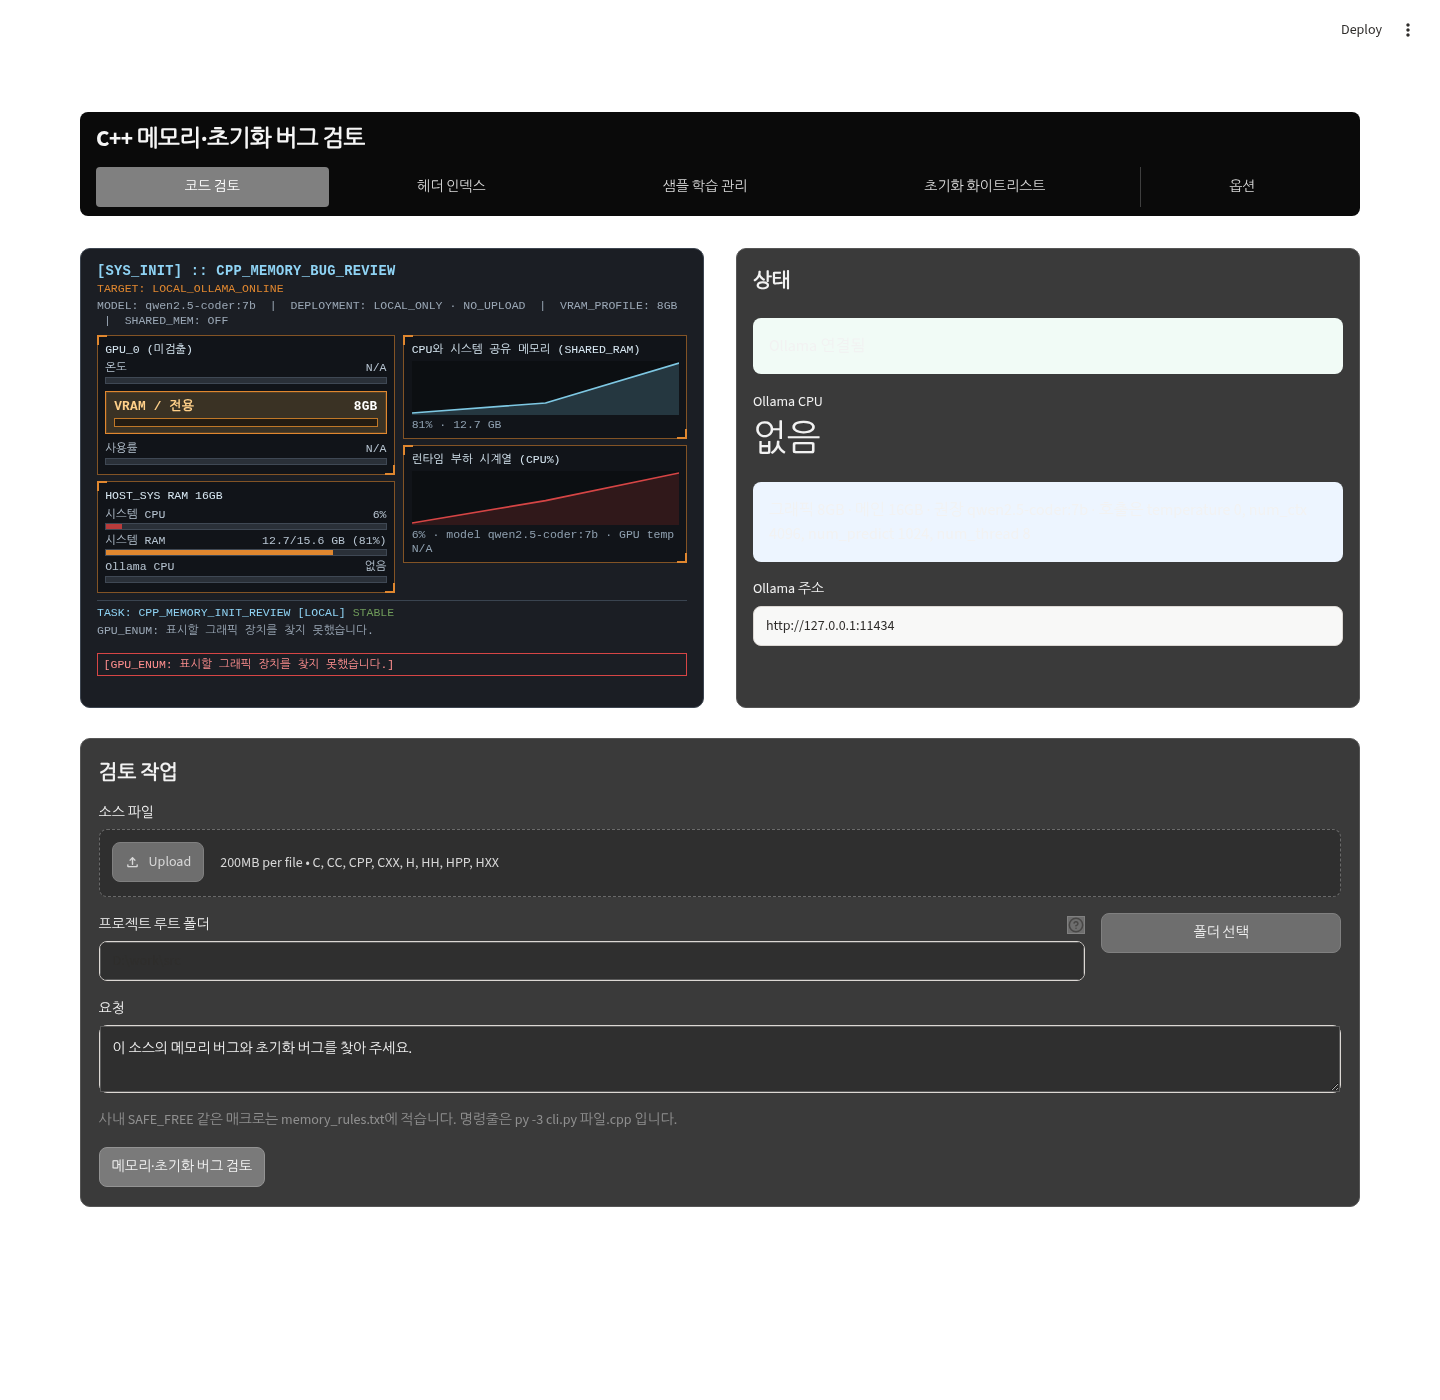 Deploy
C++ 메모리·초기화 버그 검토
코드 검토
헤더 인덱스
샘플 학습 관리
초기화 화이트리스트
옵션
[SYS_INIT] :: CPP_MEMORY_BUG_REVIEW
TARGET: LOCAL_OLLAMA_ONLINE
MODEL: qwen2.5-coder:7b | DEPLOYMENT: LOCAL_ONLY · NO_UPLOAD | VRAM_PROFILE: 8GB
| SHARED_MEM: OFF
GPU_0 (미검출)
온도 N/A
VRAM / 전용 8GB
사용률 N/A
HOST_SYS RAM 16GB
시스템 CPU 6%
시스템 RAM 12.7/15.6 GB (81%)
Ollama CPU 없음
CPU와 시스템 공유 메모리 (SHARED_RAM)
81% · 12.7 GB
런타임 부하 시계열 (CPU%)
6% · model qwen2.5-coder:7b · GPU temp
N/A
TASK: CPP_MEMORY_INIT_REVIEW [LOCAL] STABLE
GPU_ENUM: 표시할 그래픽 장치를 찾지 못했습니다.
[GPU_ENUM: 표시할 그래픽 장치를 찾지 못했습니다.]
상태
Ollama 연결됨
Ollama CPU
없음
Ollama 주소
http://127.0.0.1:11434
검토 작업
소스 파일
Upload
200MB per file • C, CC, CPP, CXX, H, HH, HPP, HXX
프로젝트 루트 폴더
폴더 선택
요청
이 소스의 메모리 버그와 초기화 버그를 찾아 주세요.
사내 SAFE_FREE 같은 매크로는 memory_rules.txt에 적습니다. 명령줄은 py -3 cli.py 파일.cpp 입니다.
메모리·초기화 버그 검토